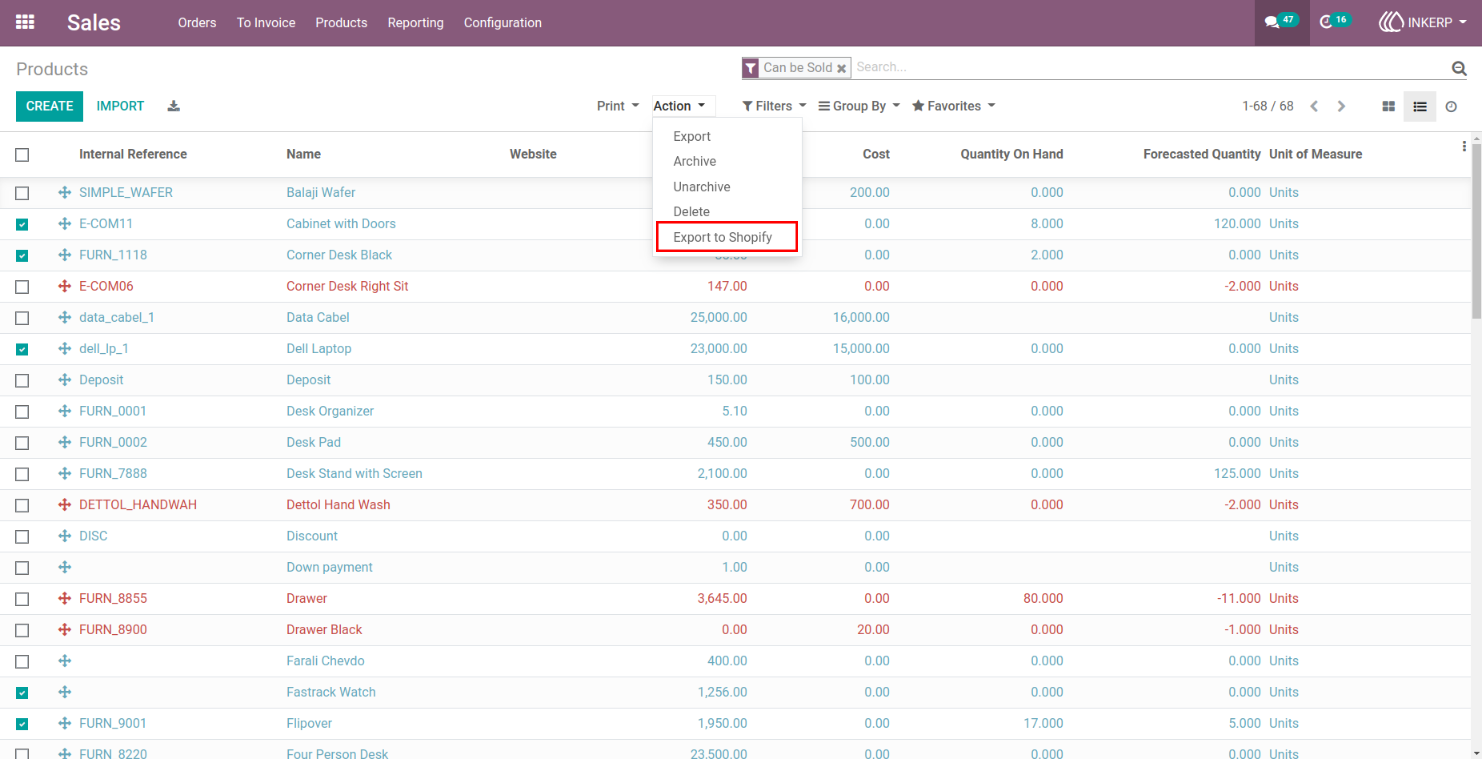 Sales Orders To Invoice Products Reporting Configuration 47 16 INKERP
Products Can be Sold Search...
CREATE IMPORT Print Action Filters Group By Favorites 1-68 / 68
Export
Archive
Unarchive
Delete
Export to Shopify
Internal Reference Name Website Cost Quantity On Hand Forecasted Quantity Unit of Measure
SIMPLE_WAFER Balaji Wafer 200.00 0.000 Units
E-COM11 Cabinet with Doors 0.00 8.000 120.000 Units
FURN_1118 Corner Desk Black 0.00 2.000 0.000 Units
E-COM06 Corner Desk Right Sit 147.00 0.00 0.000 -2.000 Units
data_cabel_1 Data Cabel 25,000.00 16,000.00 Units
dell_lp_1 Dell Laptop 23,000.00 15,000.00 0.000 0.000 Units
Deposit Deposit 150.00 100.00 Units
FURN_0001 Desk Organizer 5.10 0.00 0.000 0.000 Units
FURN_0002 Desk Pad 450.00 500.00 0.000 0.000 Units
FURN_7888 Desk Stand with Screen 2,100.00 0.00 0.000 125.000 Units
DETTOL_HANDWAH Dettol Hand Wash 350.00 700.00 0.000 -2.000 Units
DISC Discount 0.00 0.00 Units
Down payment 1.00 0.00 Units
FURN_8855 Drawer 3,645.00 0.00 80.000 -11.000 Units
FURN_8900 Drawer Black 0.00 20.00 0.000 -1.000 Units
Farali Chevdo 400.00 0.00 0.000 0.000 Units
Fastrack Watch 1,256.00 0.00 0.000 0.000 Units
FURN_9001 Flipover 1,950.00 0.00 17.000 5.000 Units
FURN_8220 Four Person Desk 23,500.00 0.00 0.000 0.000 Units